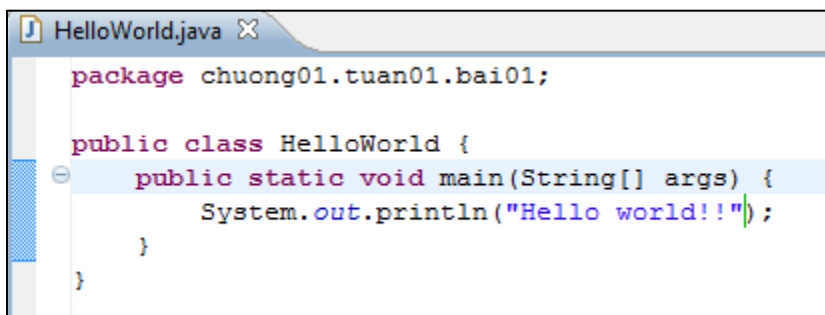 HelloWorld.java
package chuong01.tuan01.bai01;
public class HelloWorld {
public static void main(String[] args) {
System.out.println("Hello world!!");
}
}